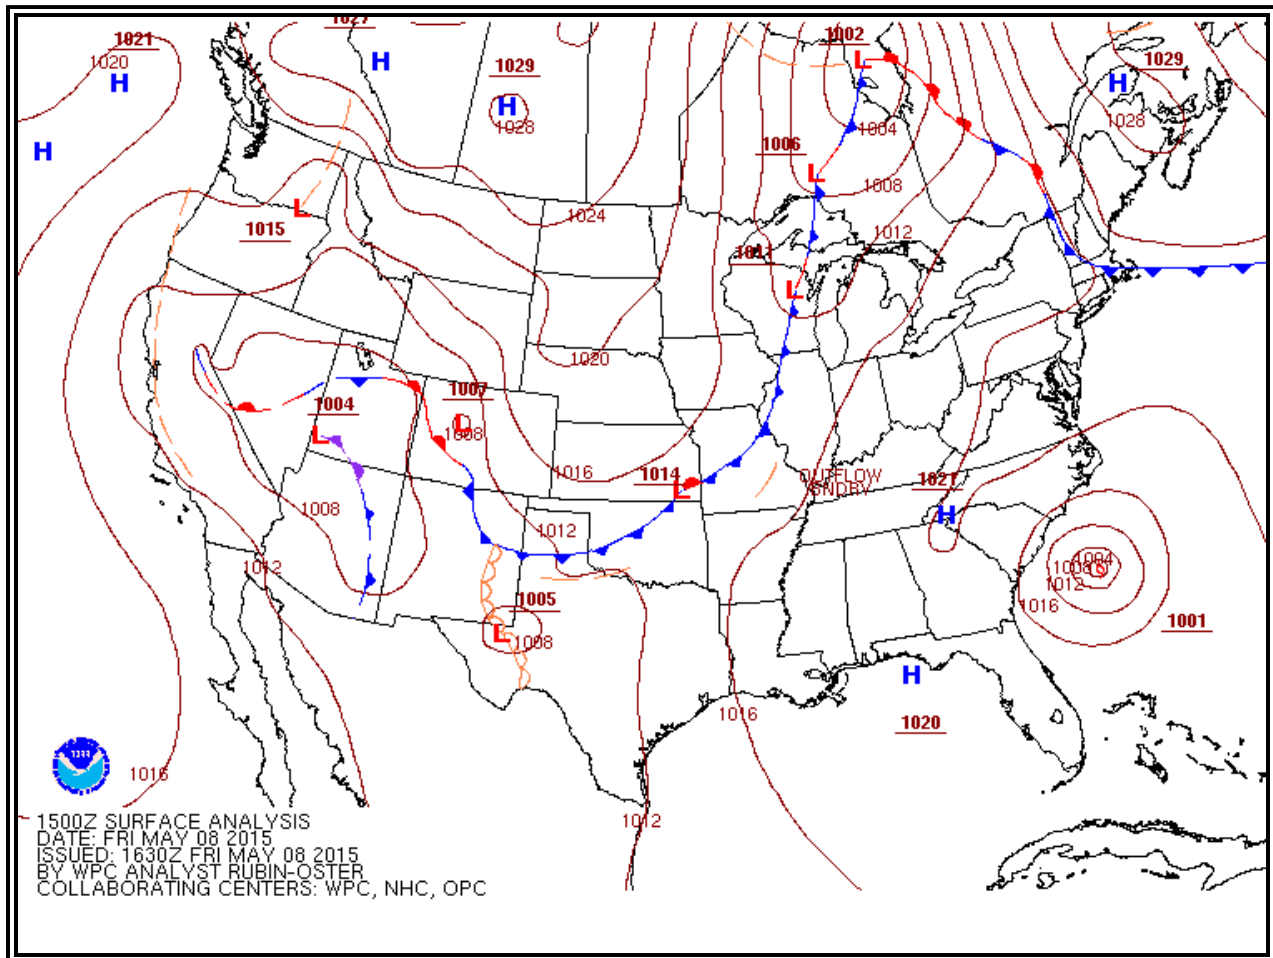 1027
1002
1021
1020
1029
1029
H
L
H
H
H
1028
1028
1004
1006
H
L
1008
L
1024
1015
1012
1011
L
1020
1007
1004
L
1008
L
1016
1014
OUTFLOW
BNDRY
L
1021
1008
H
1012
1004
1012
1008
1012
1005
1016
1001
L
1008
H
1016
1020
1016
1012
1500Z SURFACE ANALYSIS
DATE: FRI MAY 08 2015
ISSUED: 1630Z FRI MAY 08 2015
BY WPC ANALYST RUBIN-OSTER
COLLABORATING CENTERS: WPC, NHC, OPC